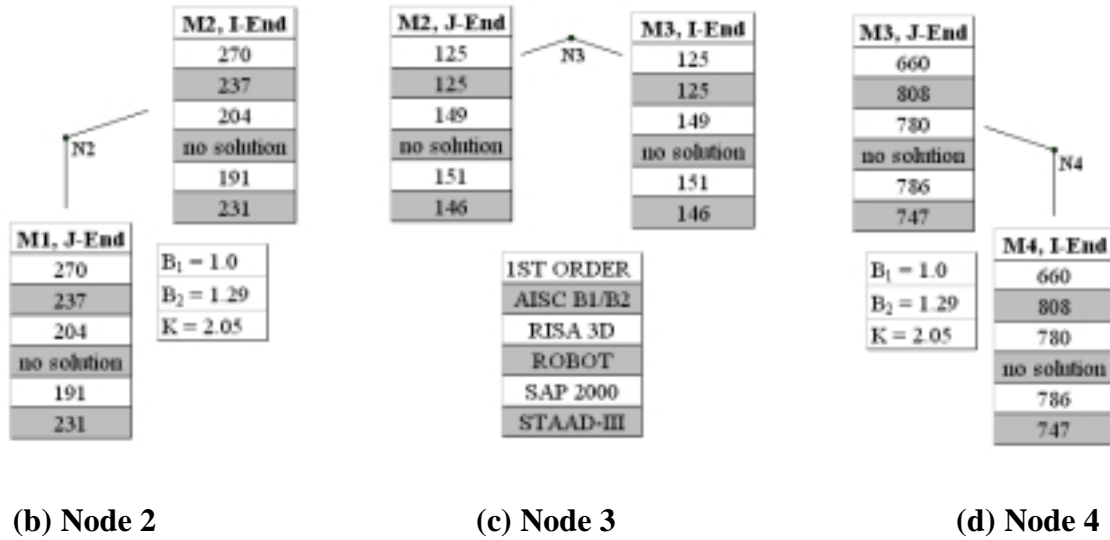 M2, I-End
270
237
204
no solution
191
231
N2
M1, J-End
270
237
204
no solution
191
231
B₁ = 1.0
B₂ = 1.29
K = 2.05
M2, J-End
125
125
149
no solution
151
146
N3
M3, I-End
125
125
149
no solution
151
146
1ST ORDER
AISC B1/B2
RISA 3D
ROBOT
SAP 2000
STAAD-III
M3, J-End
660
808
780
no solution
786
747
N4
B₁ = 1.0
B₂ = 1.29
K = 2.05
M4, I-End
660
808
780
no solution
786
747
(b) Node 2
(c) Node 3
(d) Node 4